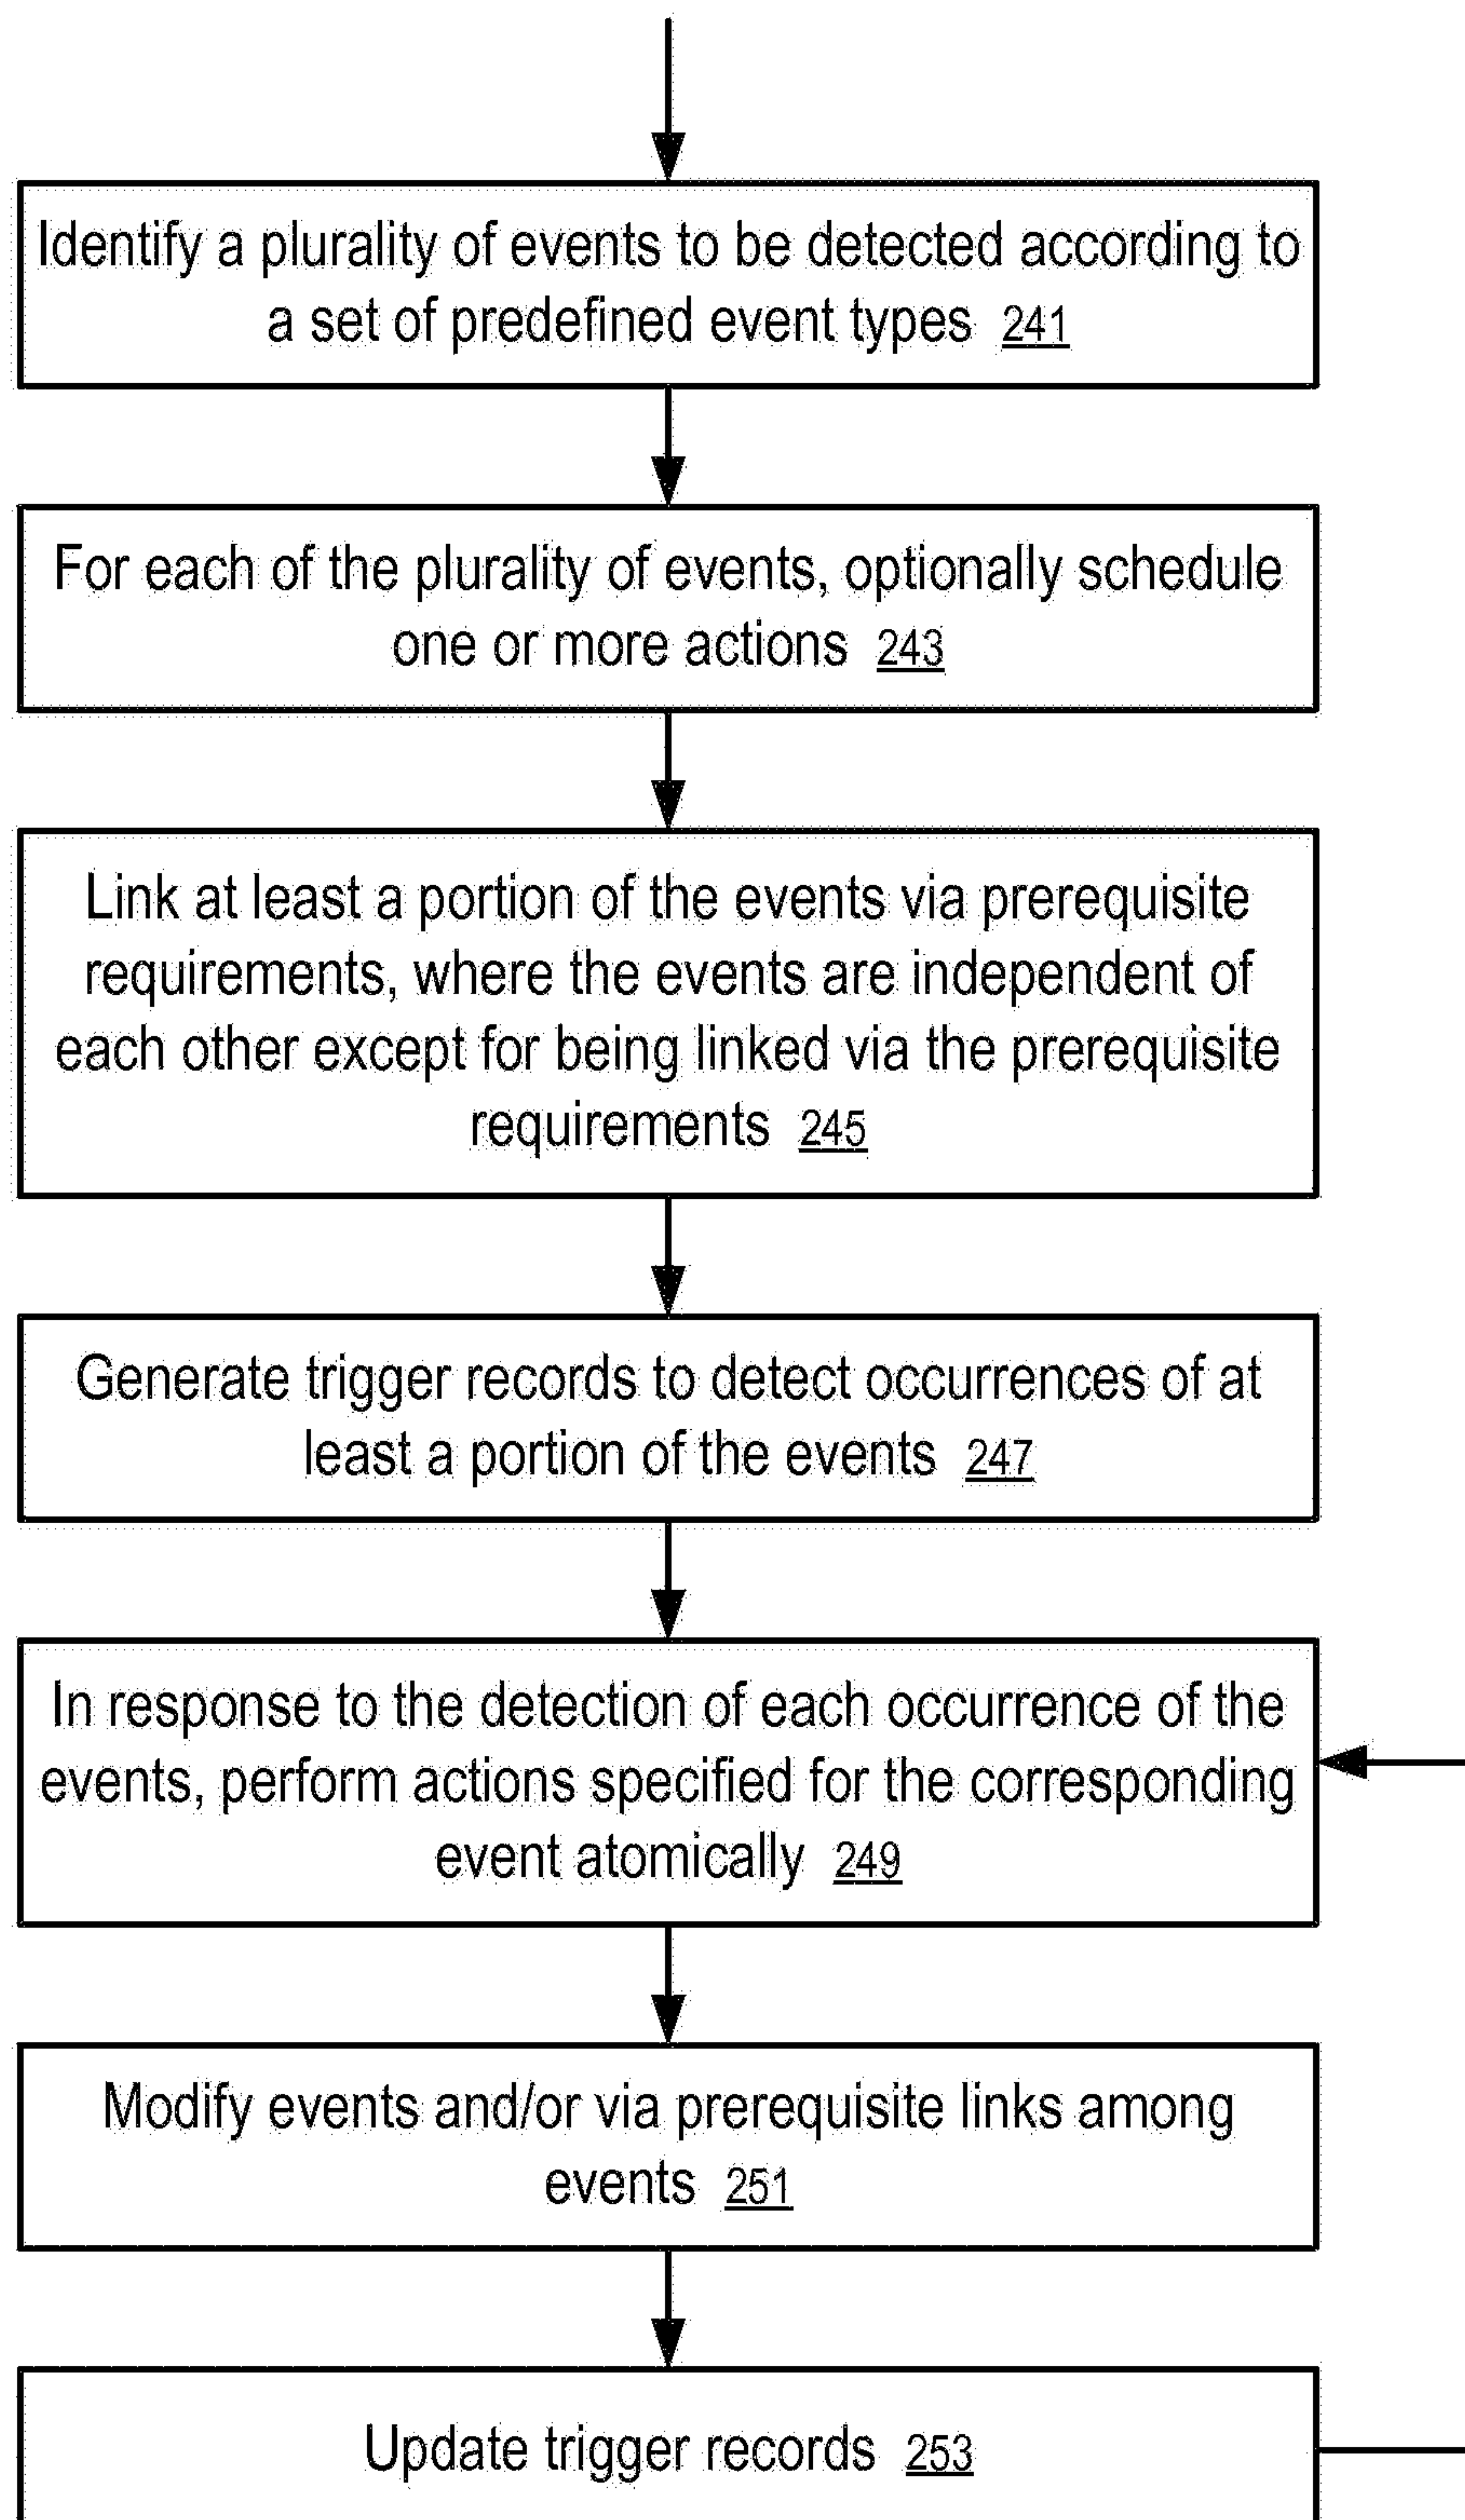 Identify a plurality of events to be detected according to
a set of predefined event types 241
For each of the plurality of events, optionally schedule
one or more actions 243
Link at least a portion of the events via prerequisite
requirements, where the events are independent of
each other except for being linked via the prerequisite
requirements 245
Generate trigger records to detect occurrences of at
least a portion of the events 247
In response to the detection of each occurrence of the
events, perform actions specified for the corresponding
event atomically 249
Modify events and/or via prerequisite links among
events 251
Update trigger records 253